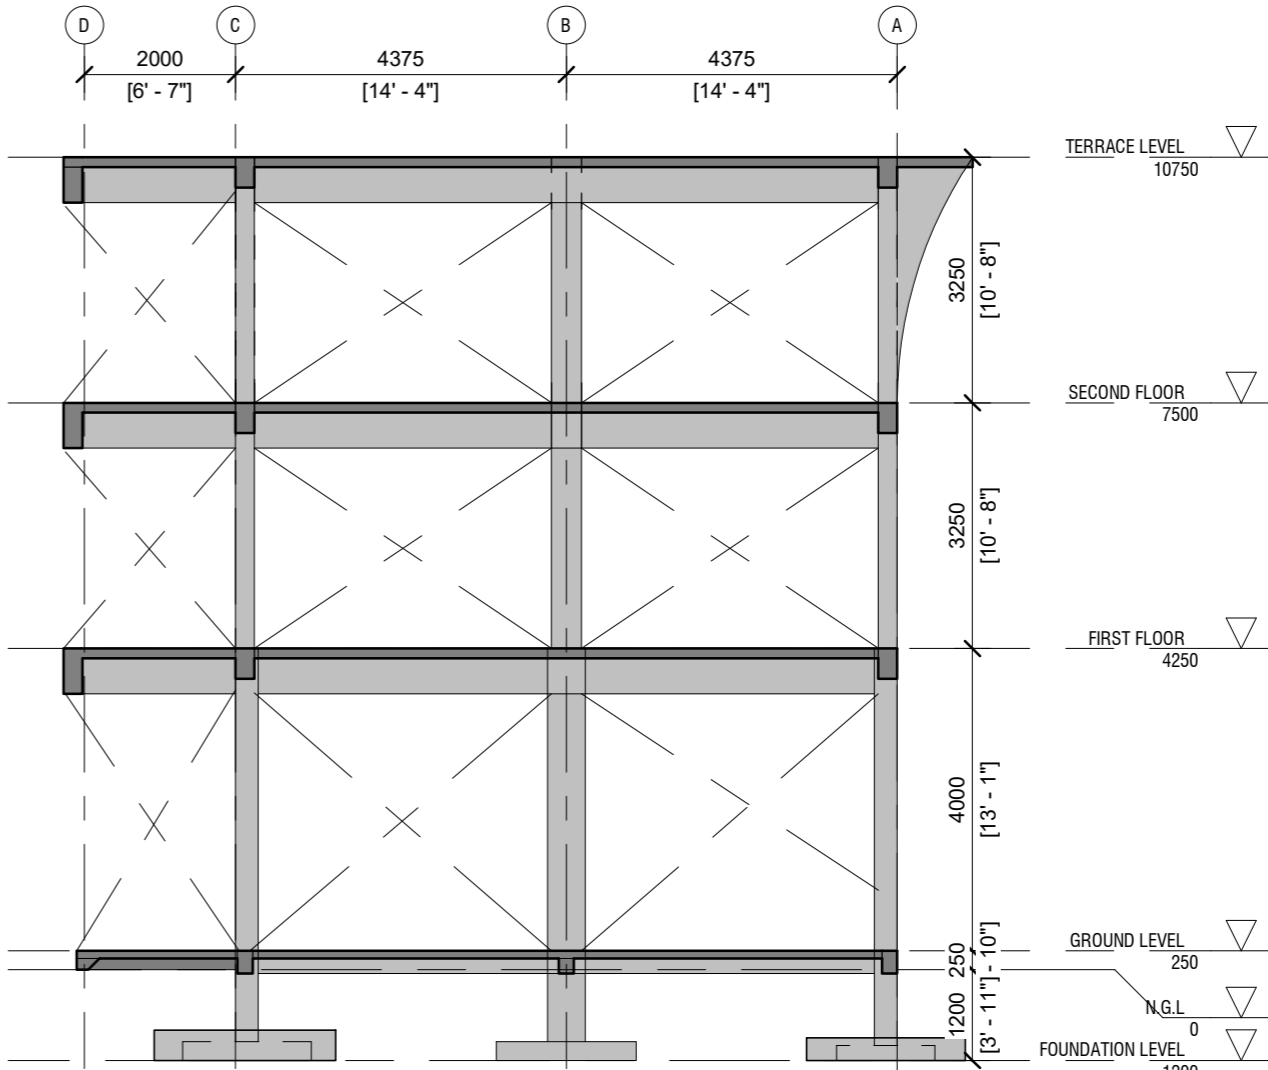 D C B A
2000 4375 4375
[6' - 7"] [14' - 4"] [14' - 4"]
TERRACE LEVEL
10750
3250
[10' - 8"]
SECOND FLOOR
7500
3250
[10' - 8"]
FIRST FLOOR
4250
4000
[13' - 1"]
GROUND LEVEL
250
250
- 10"]
N.G.L
0
1200
[3' - 11"]
FOUNDATION LEVEL